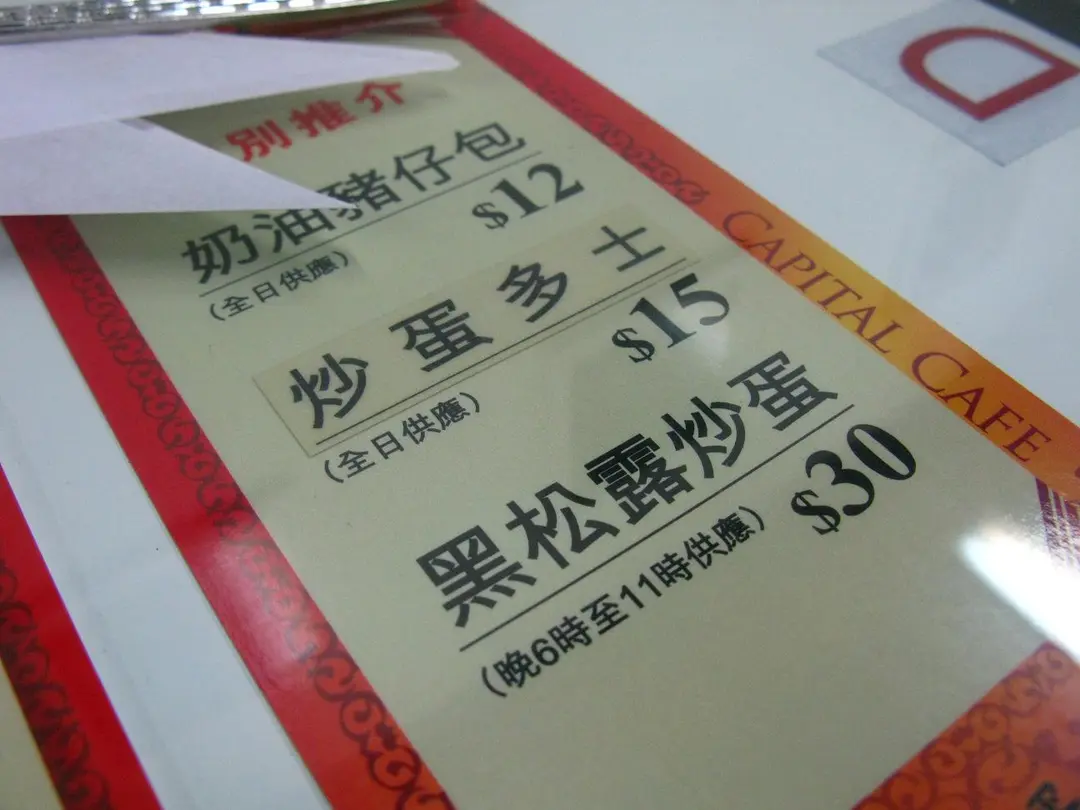 別推介
奶油豬仔包
$12
(全日供應)
炒蛋多士
$15
(全日供應)
黑松露炒蛋
$30
(晚6時至11時供應)
CAPITAL CAFE